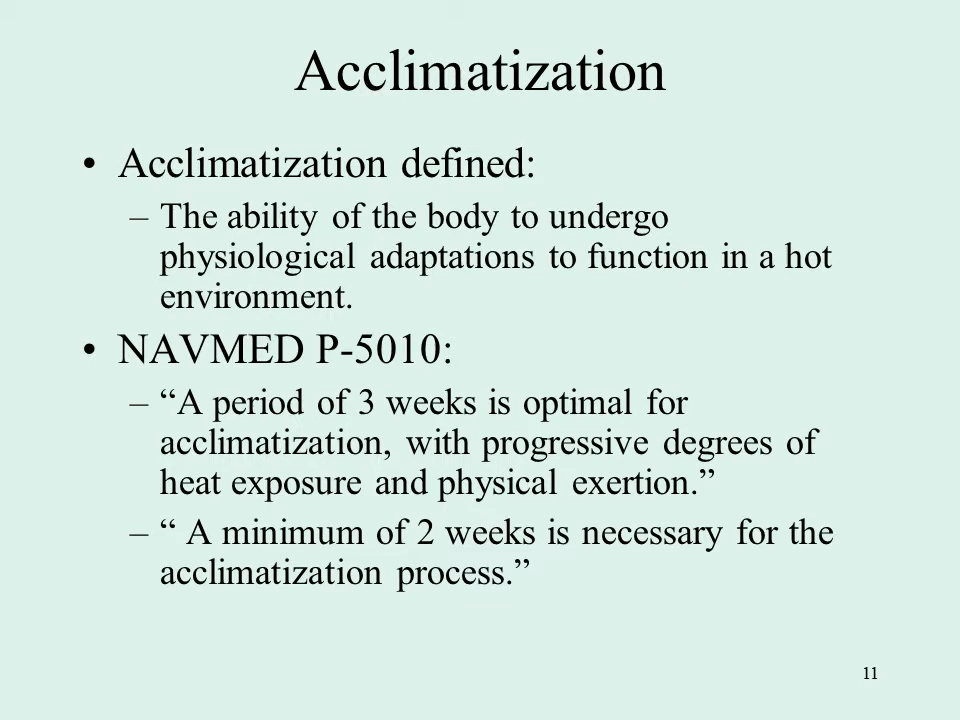 Acclimatization
• Acclimatization defined:
–The ability of the body to undergo
physiological adaptations to function in a hot
environment.
• NAVMED P-5010:
–“A period of 3 weeks is optimal for
acclimatization, with progressive degrees of
heat exposure and physical exertion.”
–“ A minimum of 2 weeks is necessary for the
acclimatization process.”
11